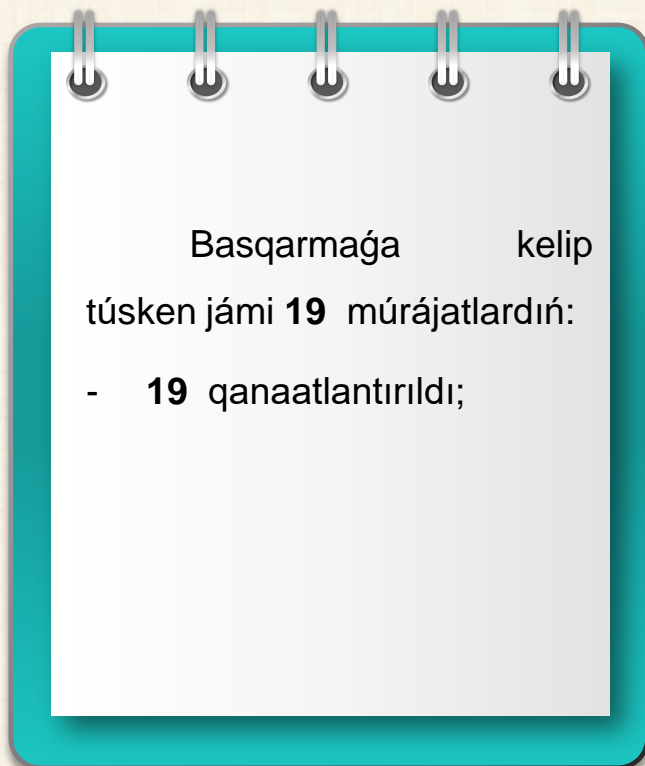 Basqarmaǵa kelip
túsken jámi 19 múrájatlardıń:
- 19 qanaatlantırıldı;